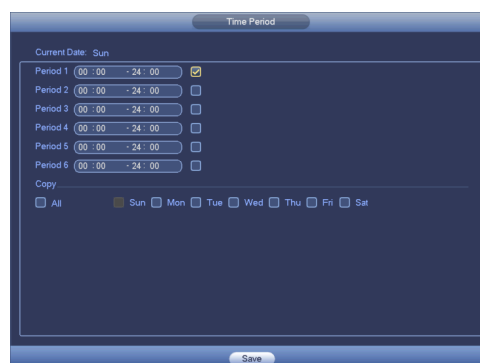 Time Period
Current Date: Sun
Period 1 00 :00 - 24 : 00
Period 2 00 :00 - 24 : 00
Period 3 00 :00 - 24 : 00
Period 4 00 :00 - 24 : 00
Period 5 00 :00 - 24 : 00
Period 6 00 :00 - 24 : 00
Copy
All Sun Mon Tue Wed Thu Fri Sat
Save